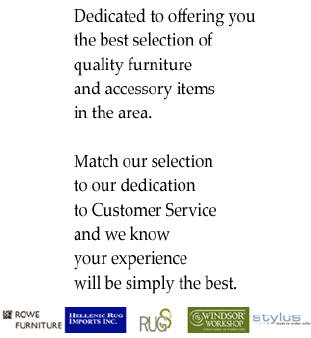 Dedicated to offering you
the best selection of
quality furniture
and accessory items
in the area.
Match our selection
to our dedication
to Customer Service
and we know
your experience
will be simply the best.
ROWE
FURNITURE
HELLENIC RUG
IMPORTS INC.
RUGS
WINDSOR
WORKSHOP
stylus